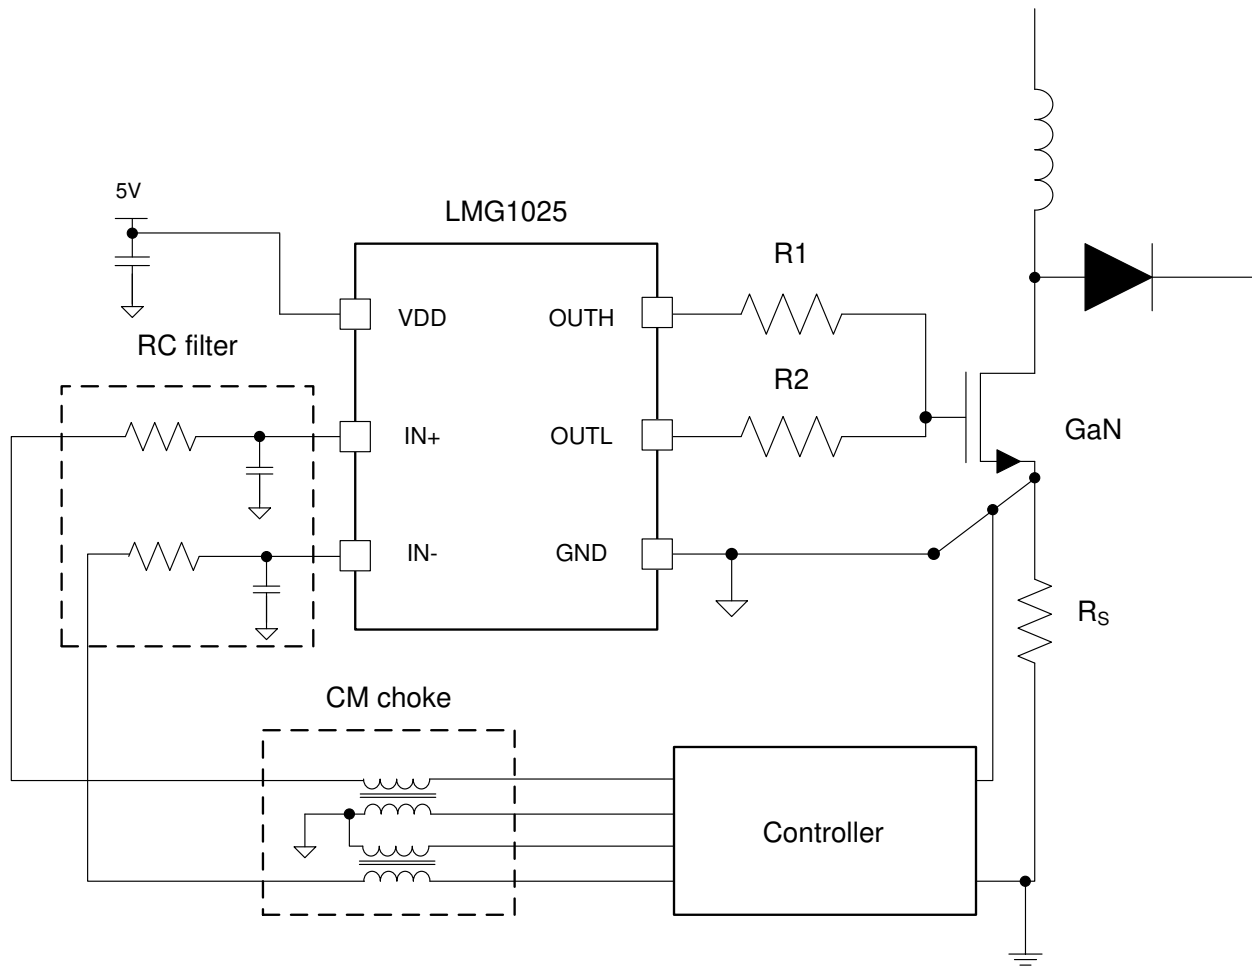 5V
LMG1025
R1
VDD
OUTH
RC filter
R2
IN+
OUTL
GaN
IN-
GND
RS
CM choke
Controller